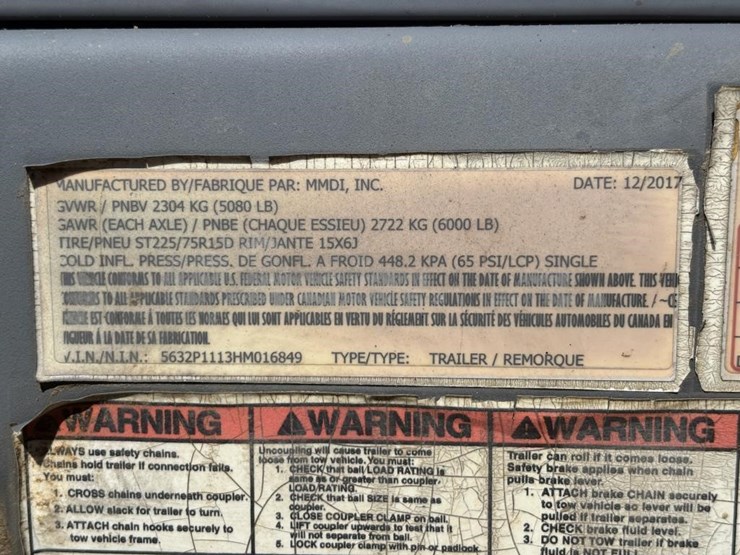 MANUFACTURED BY/FABRIQUE PAR: MMDI, INC. DATE: 12/2017
GVWR / PNBV 2304 KG (5080 LB)
GAWR (EACH AXLE) / PNBE (CHAQUE ESSIEU) 2722 KG (6000 LB)
TIRE/PNEU ST225/75R15D RIM/JANTE 15X6J
COLD INFL. PRESS/PRESS. DE GONFL. A FROID 448.2 KPA (65 PSI/LCP) SINGLE
THIS VEHICLE CONFORMS TO ALL APPLICABLE U.S. FEDERAL MOTOR VEHICLE SAFETY STANDARDS IN EFFECT ON THE DATE OF MANUFACTURE SHOWN ABOVE. THIS VEHI
CONFORMS TO ALL APPLICABLE STANDARDS PRESCRIBED UNDER CANADIAN MOTOR VEHICLE SAFETY REGULATIONS IN EFFECT ON THE DATE OF MANUFACTURE. / ~CE
EST CONFORME À TOUTES LES NORMES QUI LUI SONT APPLICABLES EN VERTU DU RÉGLEMENT SUR LA SÉCURITÉ DES VÉHICULES AUTOMOBILES DU CANADA EN
VIGUEUR À LA DATE DE SA FABRICATION.
V.I.N./N.I.N.: 5632P1113HM016849 TYPE/TYPE: TRAILER / REMORQUE
WARNING
ALWAYS use safety chains.
Chains hold trailer if connection fails.
You must:
1. CROSS chains underneath coupler.
2. ALLOW slack for trailer to turn.
3. ATTACH chain hooks securely to
tow vehicle frame.
WARNING
Uncoupling will cause trailer to come
loose from tow vehicle. You must:
1. CHECK that ball LOAD RATING is
same as or greater than coupler
LOAD RATING.
2. CHECK that ball SIZE is same as
coupler.
3. CLOSE COUPLER CLAMP on ball.
4. LIFT coupler upwards to test that it
will not separate from ball.
5. LOCK coupler clamp with pin or padlock.
WARNING
Trailer can roll if it comes loose.
Safety brake applies when chain
pulls brake lever.
1. ATTACH brake CHAIN securely
to tow vehicle so lever will be
pulled if trailer separates.
2. CHECK brake fluid level.
3. DO NOT TOW trailer if brake
fluid is NOT FULL.